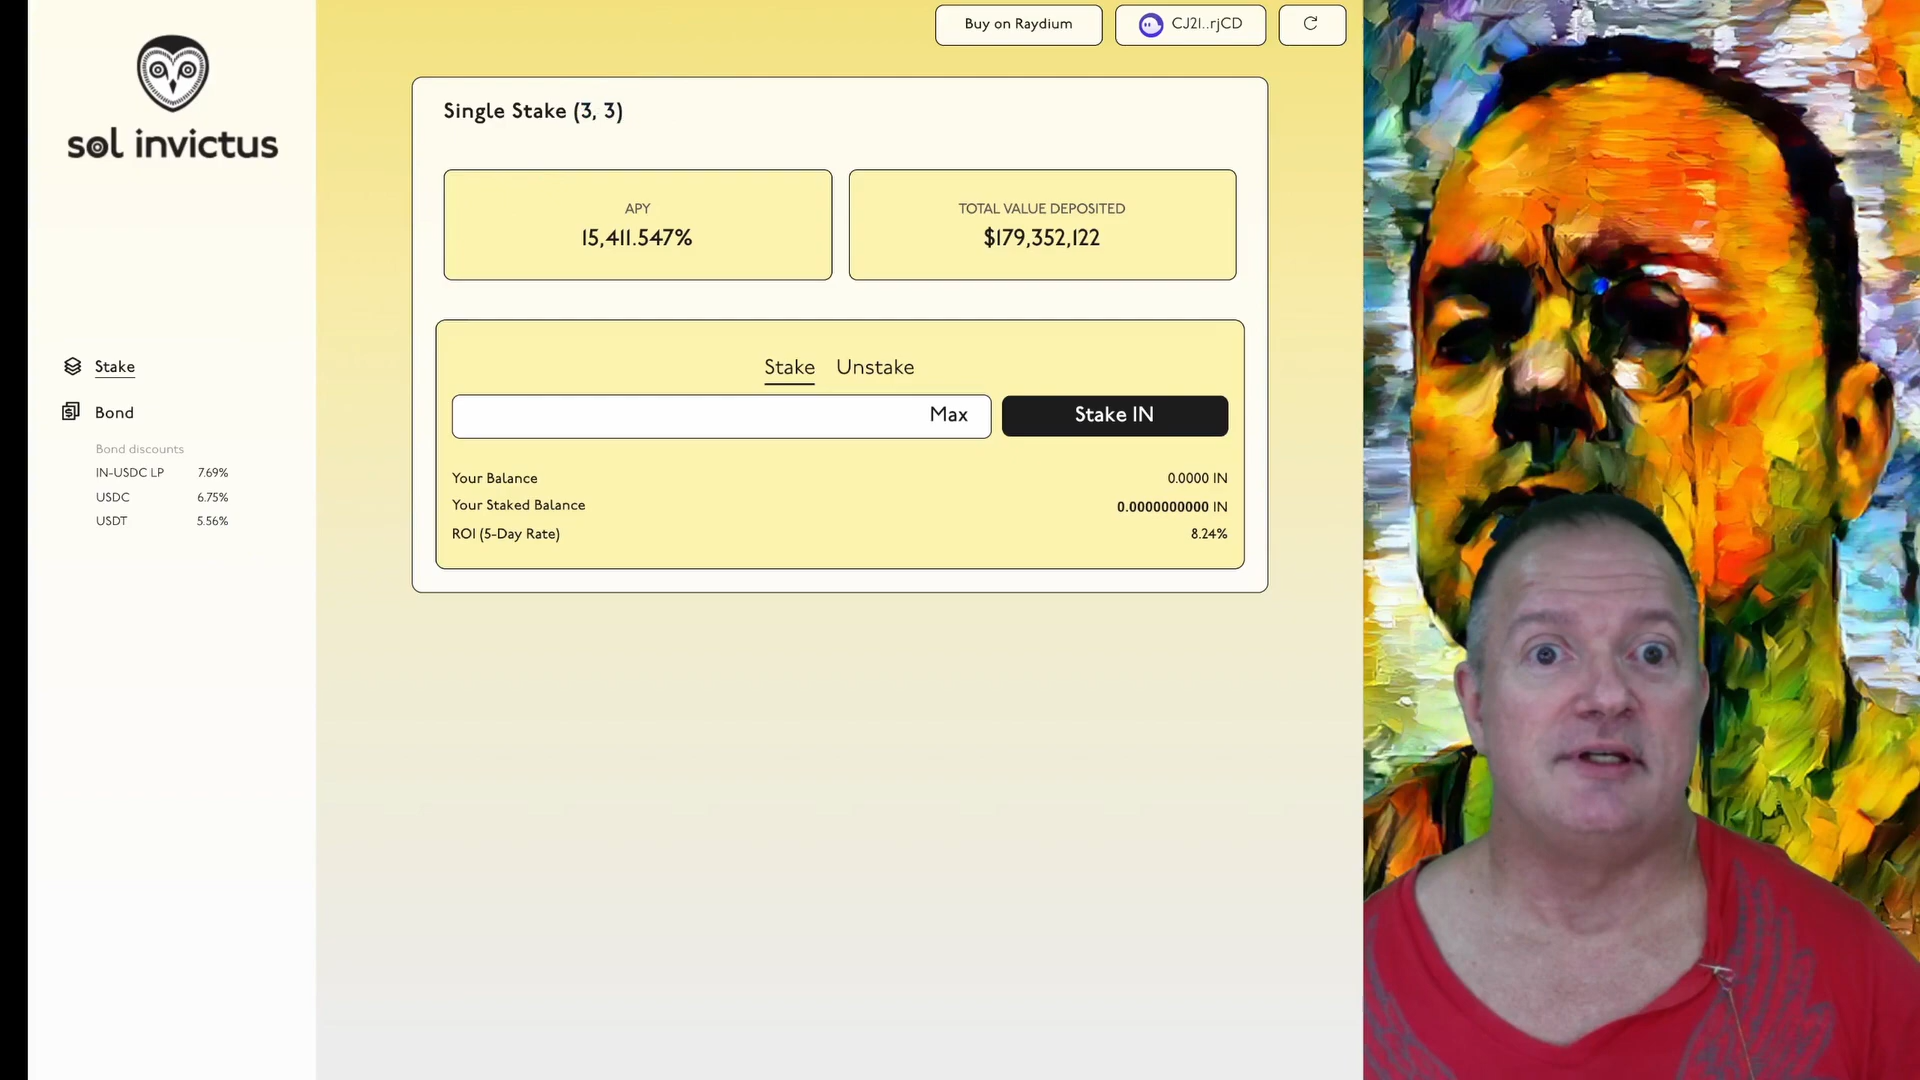 sol invictus
Stake
Bond
Bond discounts
IN-USDC LP 7.69%
USDC 6.75%
USDT 5.56%
Buy on Raydium
CJ2l..rjCD
Single Stake (3, 3)
APY
15,411.547%
TOTAL VALUE DEPOSITED
$179,352,122
Stake Unstake
Max
Stake IN
Your Balance 0.0000 IN
Your Staked Balance 0.0000000000 IN
ROI (5-Day Rate) 8.24%